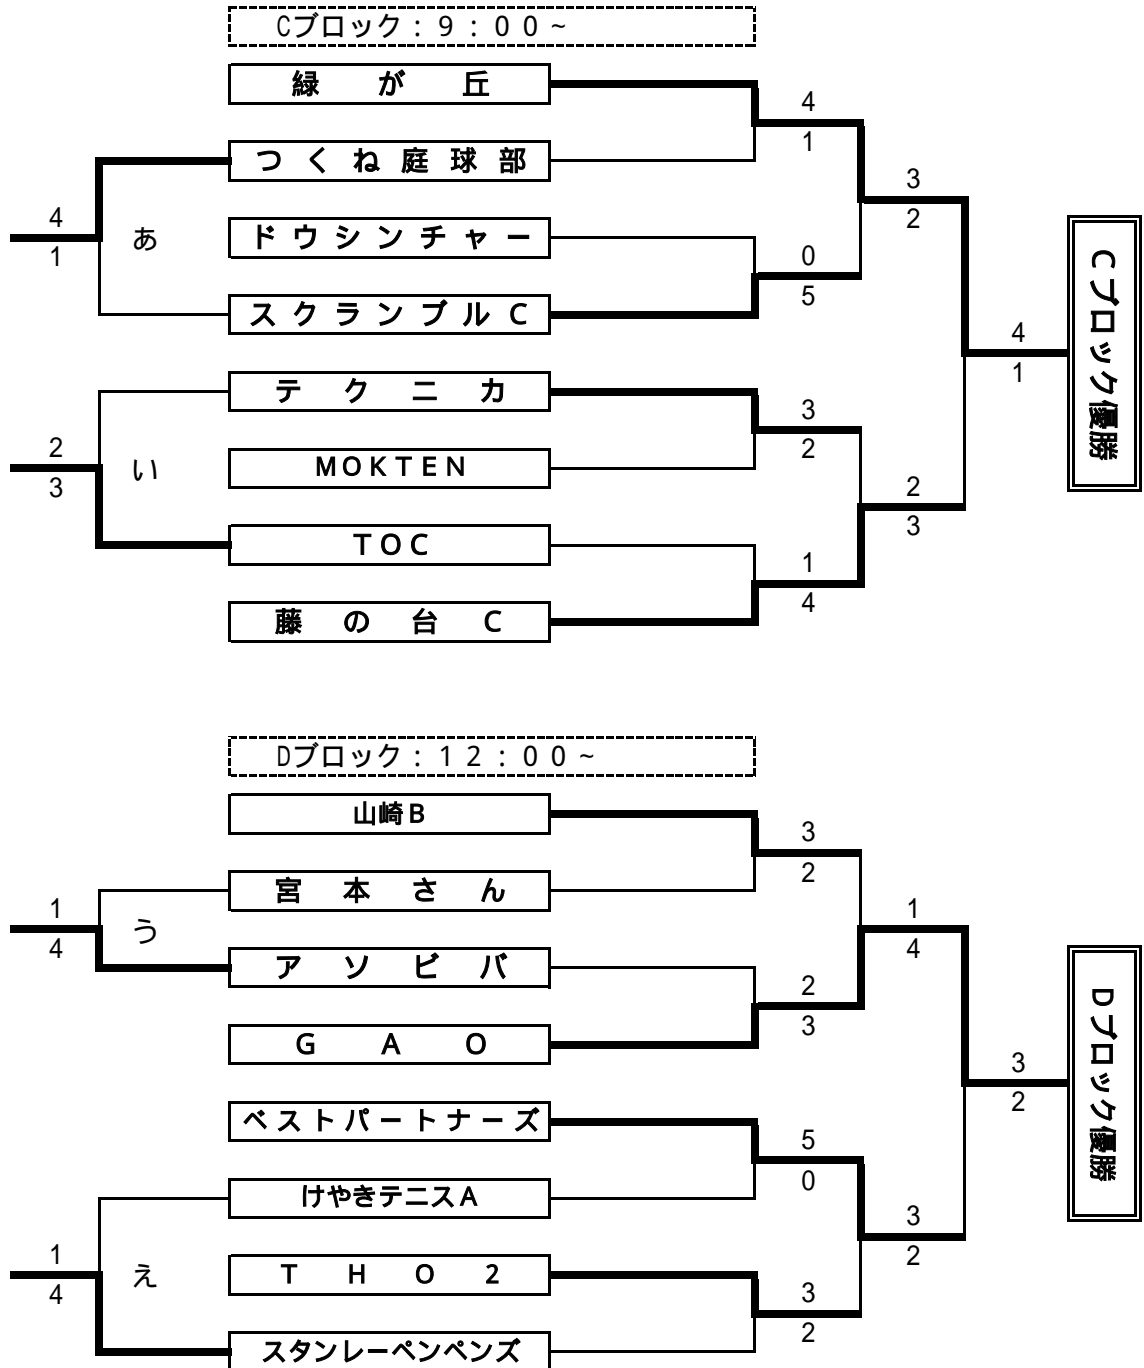 Cブロック：９：００~
緑が丘
4
1
つくね庭球部
3
2
4
1
あ
ドウシンチャー
0
5
スクランブルC
Cブロック優勝
4
1
テクニカ
3
2
2
3
い
MOKTEN
2
3
TOC
1
4
藤の台C
Dブロック：１２：００~
山崎B
3
2
宮本さん
1
4
う
1
4
アソビバ
2
3
GAO
Dブロック優勝
3
2
ベストパートナーズ
5
0
けやきテニスA
3
2
1
4
え
THO2
3
2
スタンレーペンペンズ